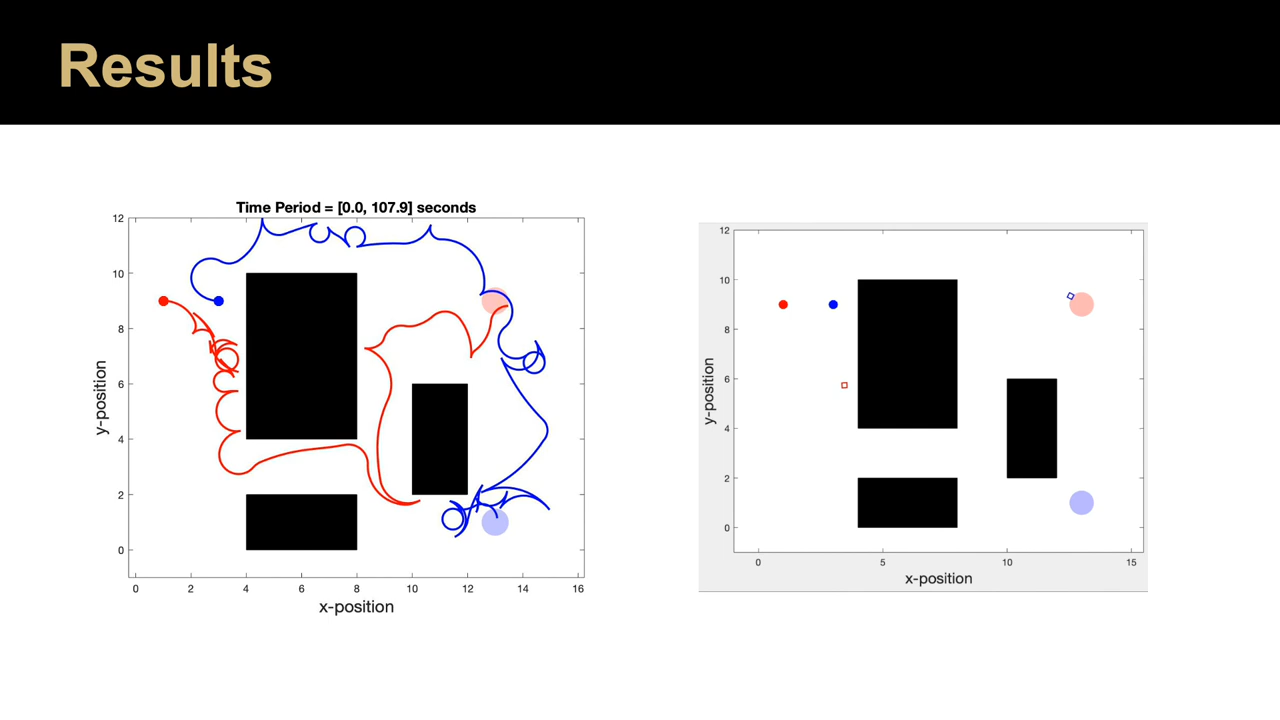 Results
Time Period = [0.0, 107.9] seconds
12
10
8
6
4
2
0
y-position
0 2 4 6 8 10 12 14 16
x-position
12
10
8
6
4
2
0
y-position
0 5 10 15
x-position